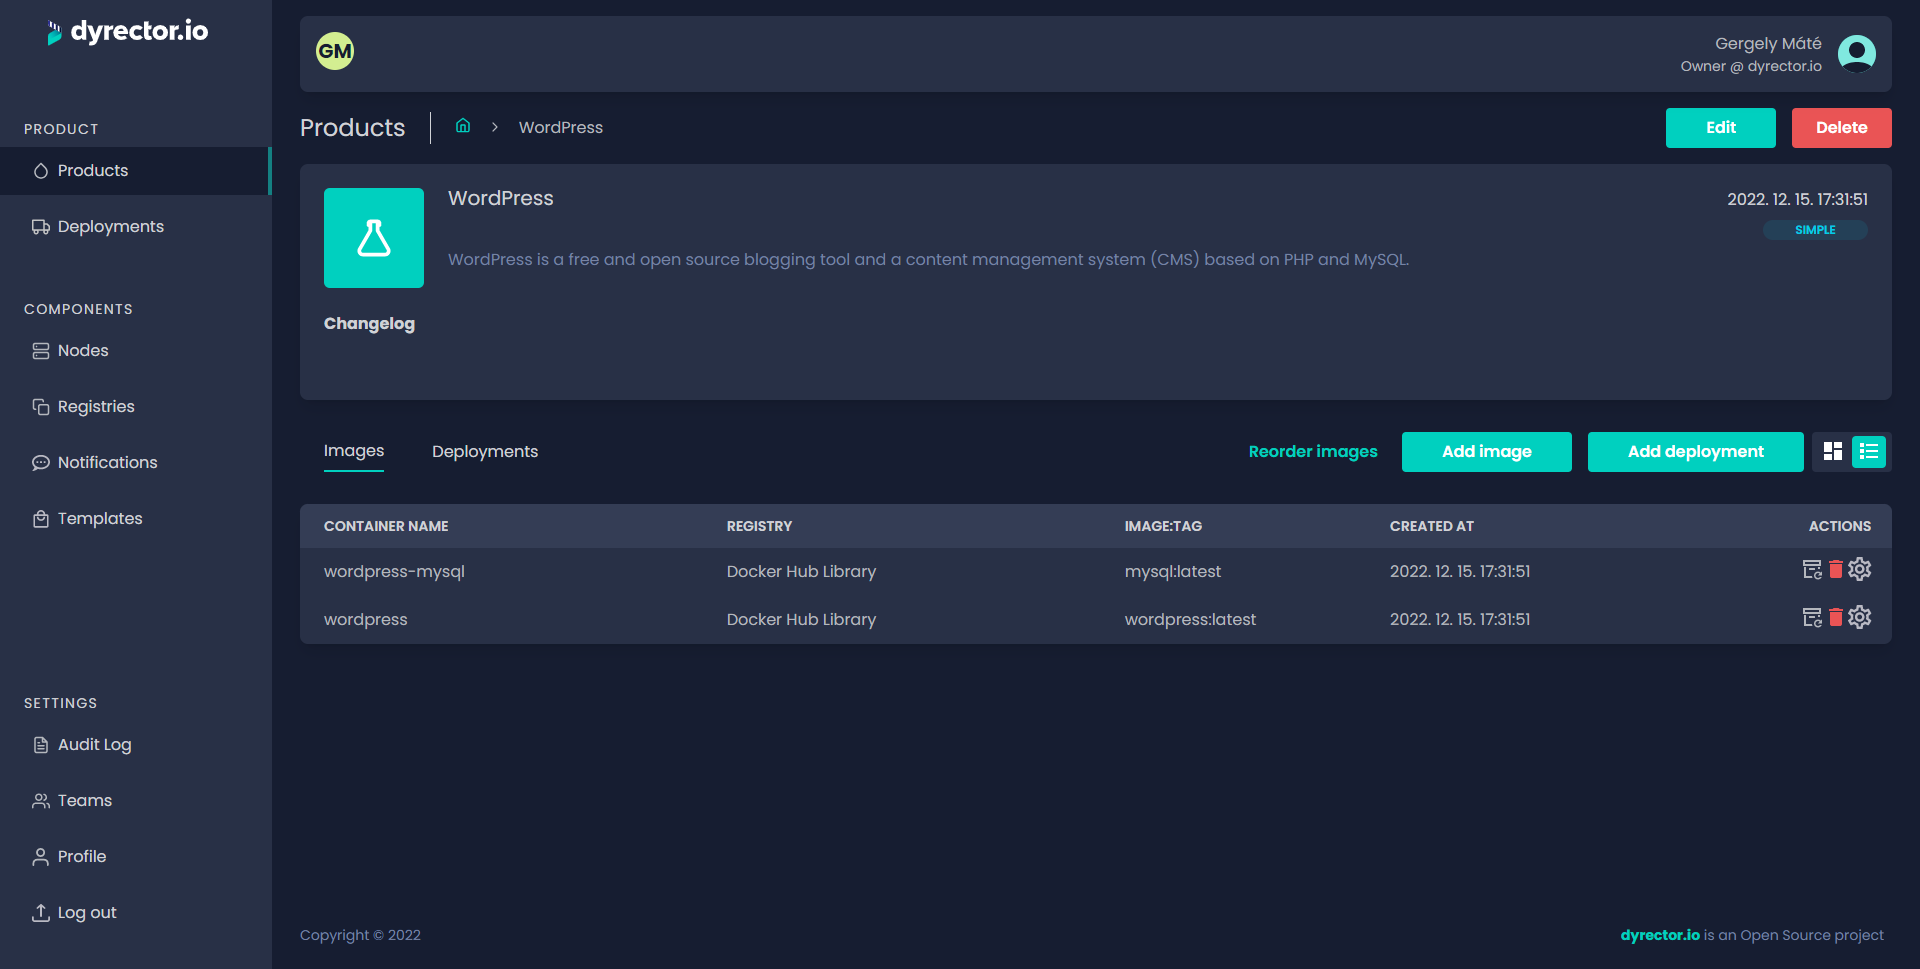 dyrector.io
PRODUCT
Products
Deployments
COMPONENTS
Nodes
Registries
Notifications
Templates
SETTINGS
Audit Log
Teams
Profile
Log out
GM
Gergely Máté
Owner @ dyrector.io
Products
WordPress
Edit
Delete
WordPress
2022. 12. 15. 17:31:51
SIMPLE
WordPress is a free and open source blogging tool and a content management system (CMS) based on PHP and MySQL.
Changelog
Images
Deployments
Reorder images
Add image
Add deployment
CONTAINER NAME REGISTRY IMAGE:TAG CREATED AT ACTIONS
wordpress-mysql Docker Hub Library mysql:latest 2022. 12. 15. 17:31:51
wordpress Docker Hub Library wordpress:latest 2022. 12. 15. 17:31:51
Copyright © 2022
dyrector.io is an Open Source project